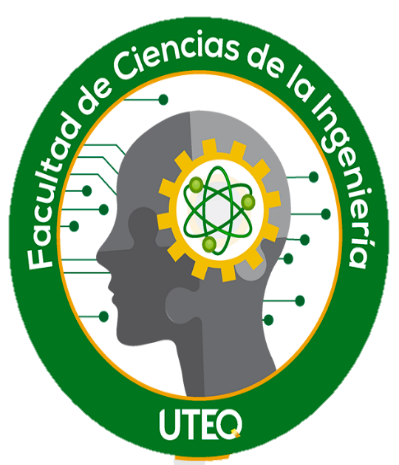 Facultad de Ciencias de la Ingeniería
UTEQ